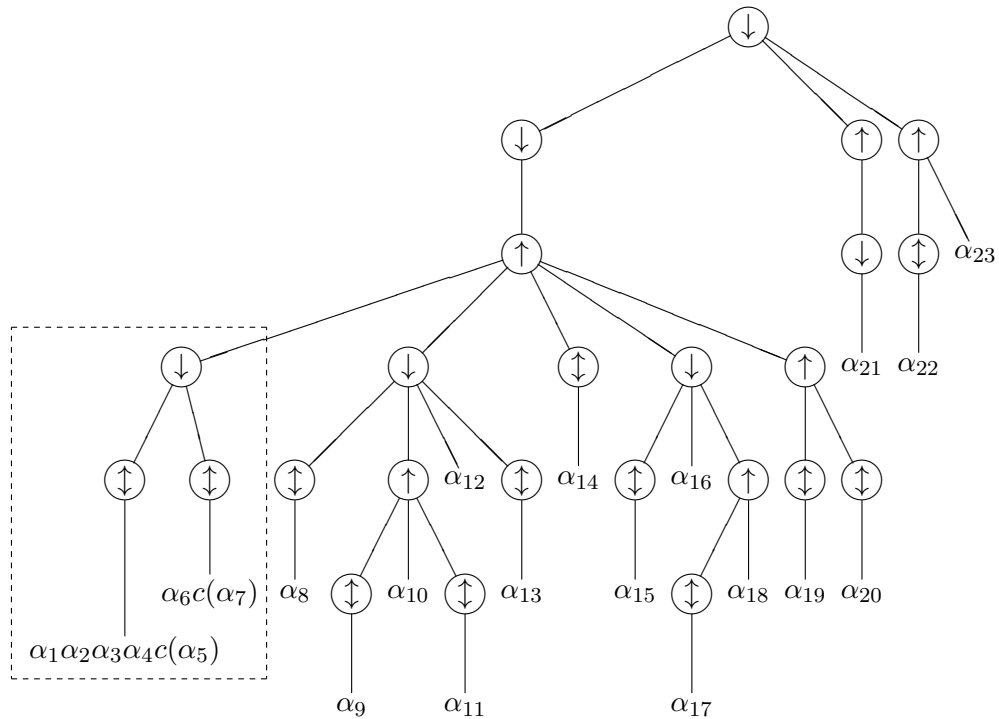 ↓
↓ ↑ ↑
↑ ↓ ↕ α₂₃
↓ ↓ ↕ ↓ ↑ α₂₁ α₂₂
↕ ↕ ↕ ↑ α₁₂ ↕ α₁₄ ↕ α₁₆ ↑ ↕ ↕
α₆c(α₇) α₈ ↕ α₁₀ ↕ α₁₃ α₁₅ ↕ α₁₈ α₁₉ α₂₀
α₁α₂α₃α₄c(α₅)
α₉ α₁₁ α₁₇